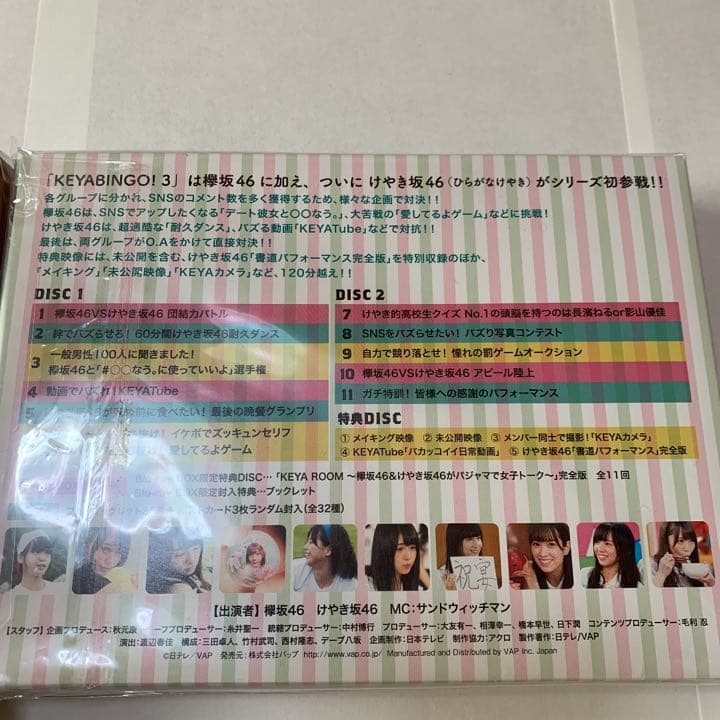 「KEYABINGO! 3」は欅坂46 に加え、ついに けやき坂46(ひらがなけやき)がシリーズ初参戦!!
各グループに分かれ、SNSのコメント数を多く獲得するため、様々な企画で対決!!
欅坂46は、SNSでアップしたくなる「デート彼女と〇〇なう。」、大苦戦の「愛してるよゲーム」などに挑戦!
けやき坂46は、超過酷な「耐久ダンス」、バズる動画「KEYATube」などで対抗!!
最後は、両グループがO.Aをかけて直接対決!!
特典映像には、未公開を含む、けやき坂46「書道パフォーマンス完全版」を特別収録のほか、
「メイキング」「未公開映像」「KEYAカメラ」など、120分越え!!
DISC 1
1 欅坂46VSけやき坂46 団結力バトル
2 絆でバズらせろ! 60分間けやき坂46耐久ダンス
3 一般男性100人に聞きました!
欅坂46と「#〇〇なう。に使っていいよ」選手権
4 動画でバズれ! KEYATube
5 前に食べたい! 最後の晩餐グランプリ
イケボでズッキュンセリフ
愛してるよゲーム
DISC 2
7 けやき的高校生クイズ No.1の頭脳を持つのは長濱ねるor影山優佳
8 SNSをバズらせたい! バズり写真コンテスト
9 自力で競り落とせ! 憧れの罰ゲームオークション
10 欅坂46VSけやき坂46 アピール陸上
11 ガチ特訓! 皆様への感謝のパフォーマンス
特典DISC
① メイキング映像 ② 未公開映像 ③ メンバー同士で撮影!「KEYAカメラ」
④ KEYATube「バカッコイイ日常動画」 ⑤ けやき坂46「書道パフォーマンス」完全版
BOX限定特典DISC…「KEYA ROOM 〜欅坂46&けやき坂46がパジャマで女子トーク〜」完全版 全11回
BOX限定封入特典…ブックレット
カード3枚ランダム封入(全32種)
祝宴
【出演者】欅坂46 けやき坂46 MC:サンドウィッチマン
【スタッフ】企画プロデュース:秋元康 チーフプロデューサー:糸井聖一 統轄プロデューサー:中村博行 プロデューサー:大友有一、相澤幸一、橋本早世、日下潤 コンテンツプロデューサー:毛利 忍
演出:渡辺春佳 構成:三田卓人、竹村武司、西村隆志、テーブ八坂 企画制作:日本テレビ 制作協力:アクロ 製作著作:日テレ/VAP
©日テレ/VAP 発売元:株式会社バップ http://www.vap.co.jp/ Manufactured and Distributed by VAP Inc. Japan